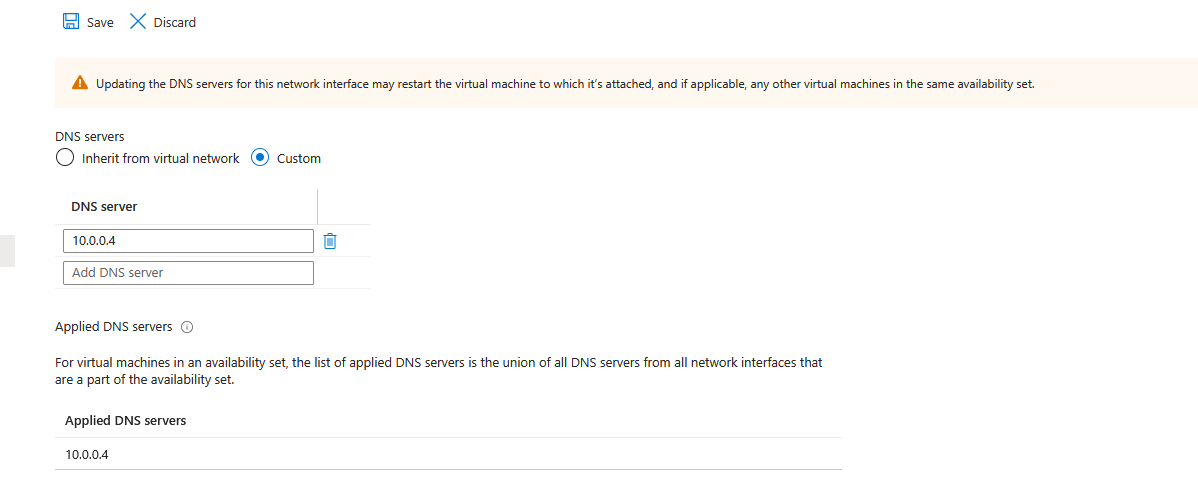 Save Discard
Updating the DNS servers for this network interface may restart the virtual machine to which it's attached, and if applicable, any other virtual machines in the same availability set.
DNS servers
Inherit from virtual network Custom
DNS server
10.0.0.4
Add DNS server
Applied DNS servers
For virtual machines in an availability set, the list of applied DNS servers is the union of all DNS servers from all network interfaces that
are a part of the availability set.
Applied DNS servers
10.0.0.4